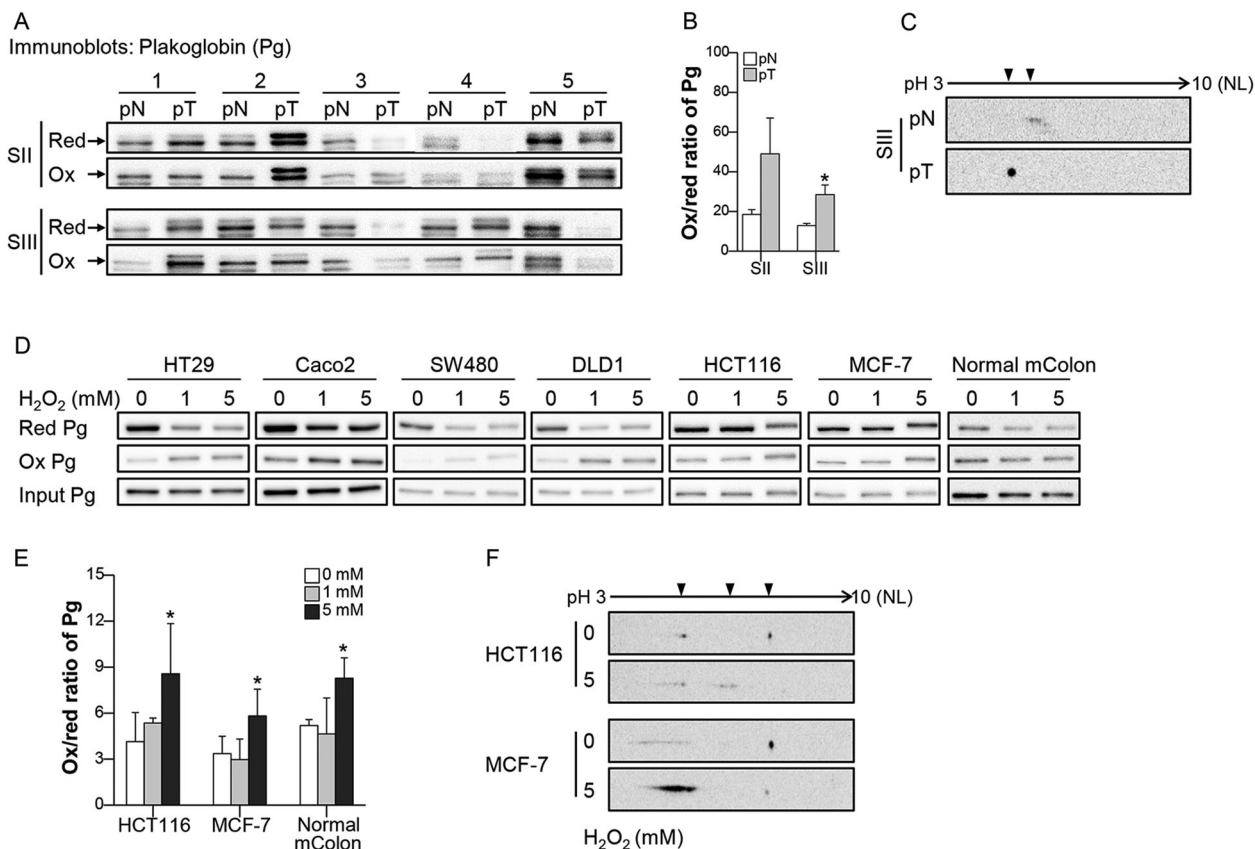 A
Immunoblots: Plakoglobin (Pg)
1 2 3 4 5
pN pT pN pT pN pT pN pT pN pT
SII
Red
Ox
SIII
Red
Ox
B
Ox/red ratio of Pg
100
80
60
40
20
0
pN
pT
*
SII SIII
C
pH 3 10 (NL)
SIII
pN
pT
D
HT29 Caco2 SW480 DLD1 HCT116 MCF-7 Normal mColon
H₂O₂ (mM) 0 1 5 0 1 5 0 1 5 0 1 5 0 1 5 0 1 5 0 1 5
Red Pg
Ox Pg
Input Pg
E
Ox/red ratio of Pg
15
12
9
6
3
0
0 mM
1 mM
5 mM
* * *
HCT116 MCF-7 Normal
mColon
F
pH 3 10 (NL)
HCT116
0
5
MCF-7
0
5
H₂O₂ (mM)